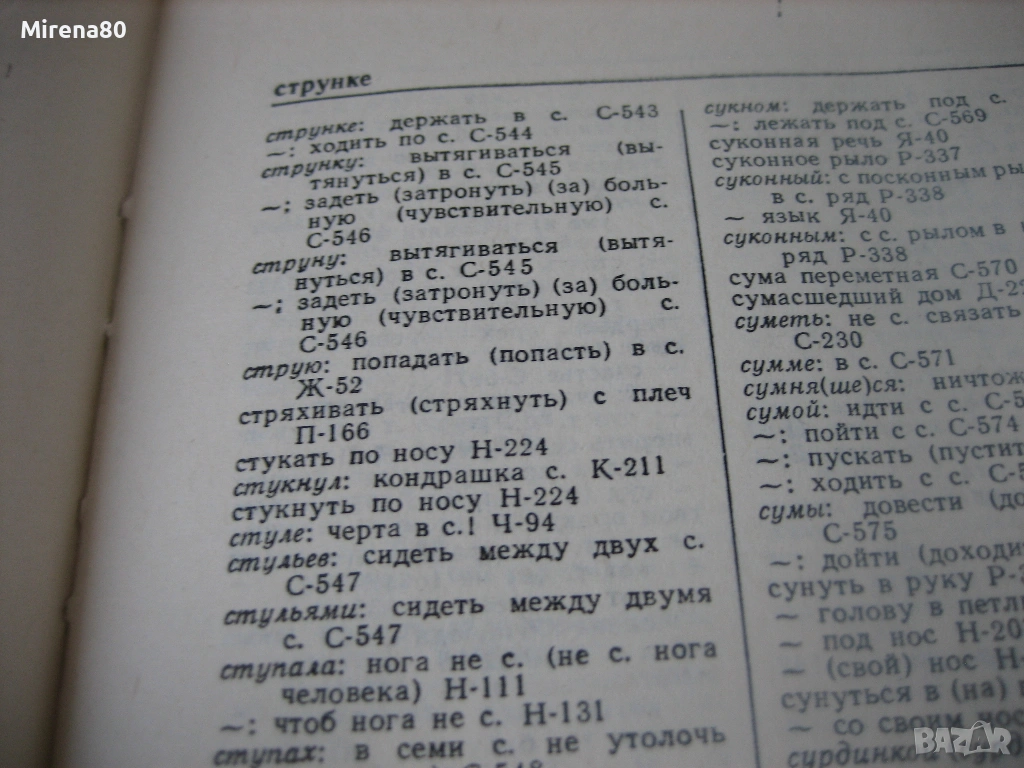 Mirena80
струнке
струнке: держать в с. С-543
~: ходить по с. С-544
струнку: вытягиваться (вы-
тянуться) в с. С-545
~; задеть (затронуть) (за) боль-
ную (чувствительную) с.
С-546
струну: вытягиваться (вытя-
нуться) в с. С-545
~; задеть (затронуть) (за) боль-
ную (чувствительную) с.
С-546
струю: попадать (попасть) в с.
Ж-52
стряхивать (стряхнуть) с плеч
П-166
стукать по носу Н-224
стукнул: кондрашка с. К-211
стукнуть по носу Н-224
стуле: черта в с.! Ч-94
стульев: сидеть между двух с.
С-547
стульями: сидеть между двумя
с. С-547
ступала: нога не с. (не с. нога
человека) Н-111
~: чтоб нога не с. Н-131
ступах: в семи с. не утолочь
сукном: держать под с.
~: лежать под с. С-569
суконная речь Я-40
суконное рыло Р-337
суконный: с посконным
в с. ряд Р-338
~ язык Я-40
суконным: с с. рылом в
ряд Р-338
сума переметная С-570
сумасшедший дом
суметь: не с. связать
С-230
сумме: в с. С-571
сумня(ше)ся:
сумой: идти с с.
~: пойти с с. С-574
~: пускать
~: ходить с с.
сумы: довести
С-575
~: дойти
сунуть в руку
~ голову в
~ под нос
~ (свой) нос
сунуться в (на)
~ со своим
BAZAR